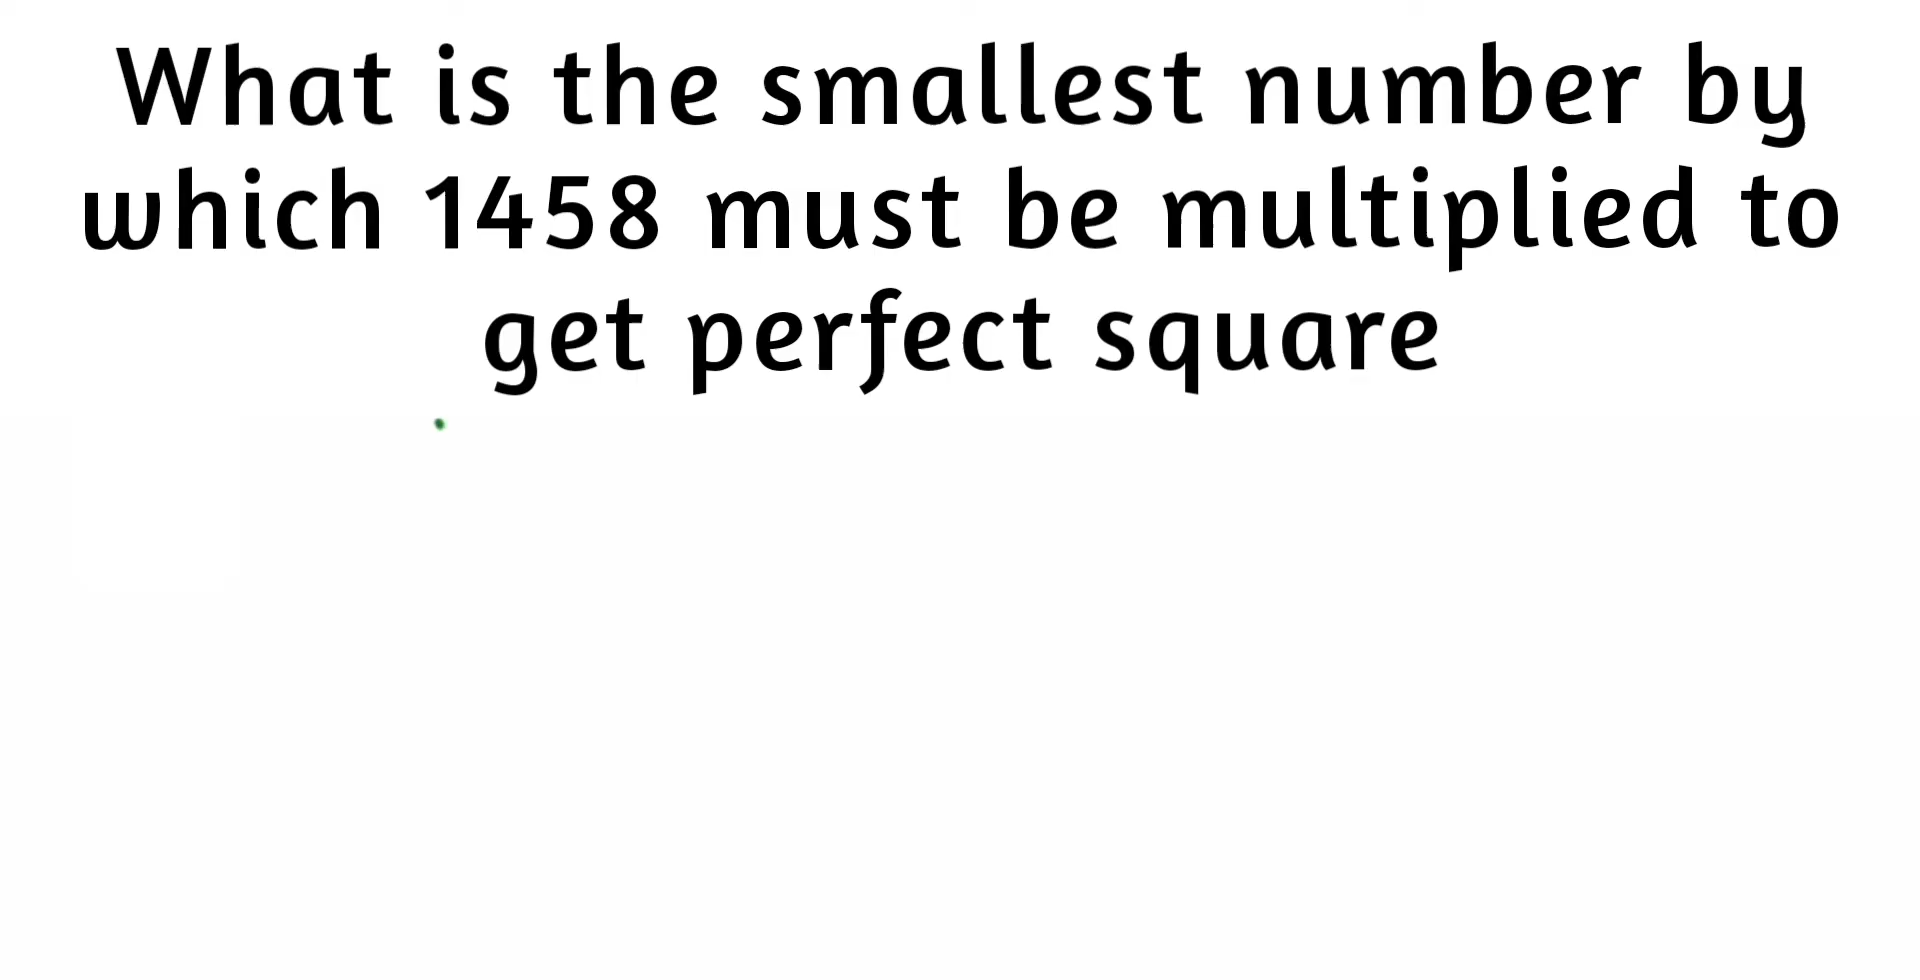 What is the smallest number by
which 1458 must be multiplied to
get perfect square